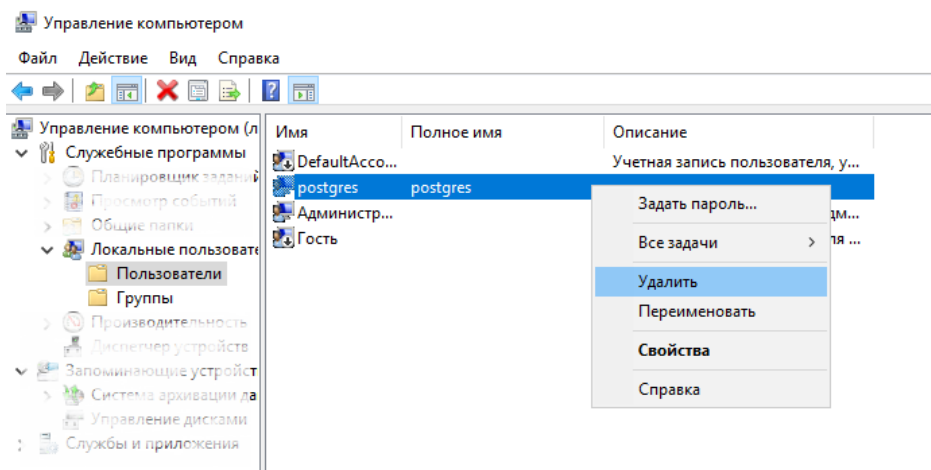 Управление компьютером
Файл Действие Вид Справка
Управление компьютером (л
Служебные программы
Планировщик заданий
Просмотр событий
Общие папки
Локальные пользовате
Пользователи
Группы
Производительность
Диспетчер устройств
Запоминающие устройст
Система архивации да
Управление дисками
Службы и приложения
Имя Полное имя Описание
DefaultAcco... Учетная запись пользователя, у...
postgres postgres
Администр... дм...
Гость ля ...
Задать пароль...
Все задачи
Удалить
Переименовать
Свойства
Справка